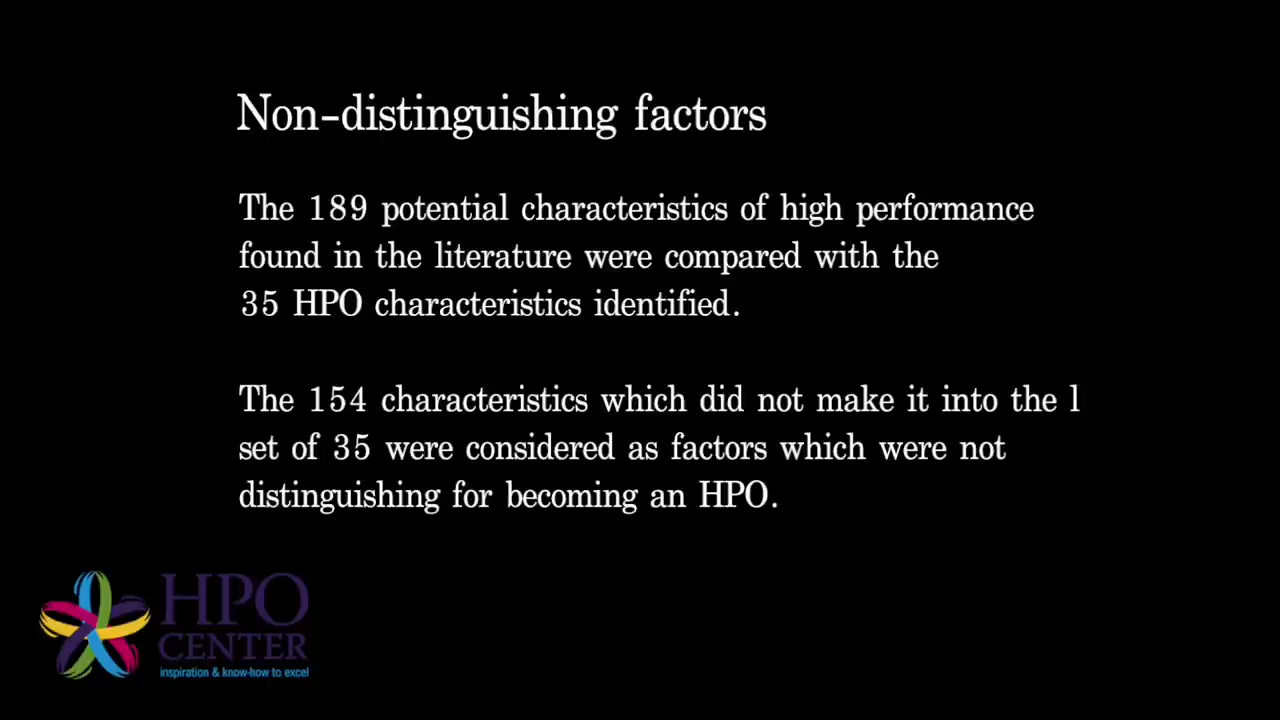 Non-distinguishing factors
The 189 potential characteristics of high performance
found in the literature were compared with the
35 HPO characteristics identified.
The 154 characteristics which did not make it into the l
set of 35 were considered as factors which were not
distinguishing for becoming an HPO.
HPO
CENTER
inspiration & know-how to excel